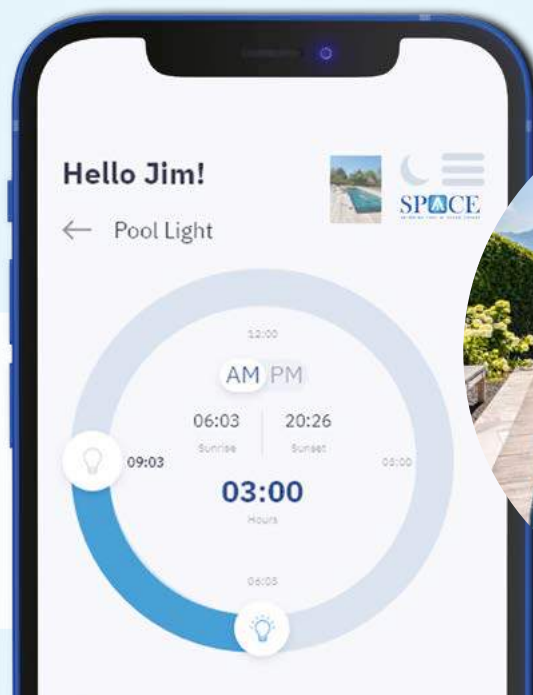 Hello Jim!
SPACE
← Pool Light
12:00
AM PM
06:03 20:26
Sunrise Sunset
09:03
03:00
03:00
Hours
06:03